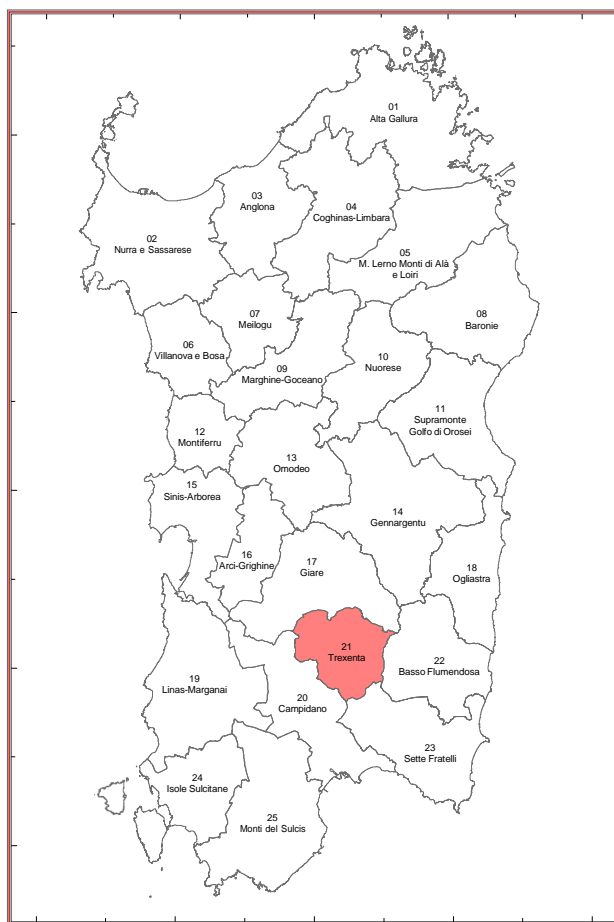 01
Alta Gallura
03
Anglona
04
Coghinas-Limbara
02
Nurra e Sassarese
05
M. Lerno Monti di Alà
e Loiri
07
Meilogu
08
Baronie
06
Villanova e Bosa
10
Nuorese
09
Marghine-Goceano
11
Supramonte
Golfo di Orosei
12
Montiferru
13
Omodeo
15
Sinis-Arborea
14
Gennargentu
16
Arci-Grighine
17
Giare
18
Ogliastra
21
Trexenta
22
Basso Flumendosa
19
Linas-Marganai
20
Campidano
23
Sette Fratelli
24
Isole Sulcitane
25
Monti del Sulcis